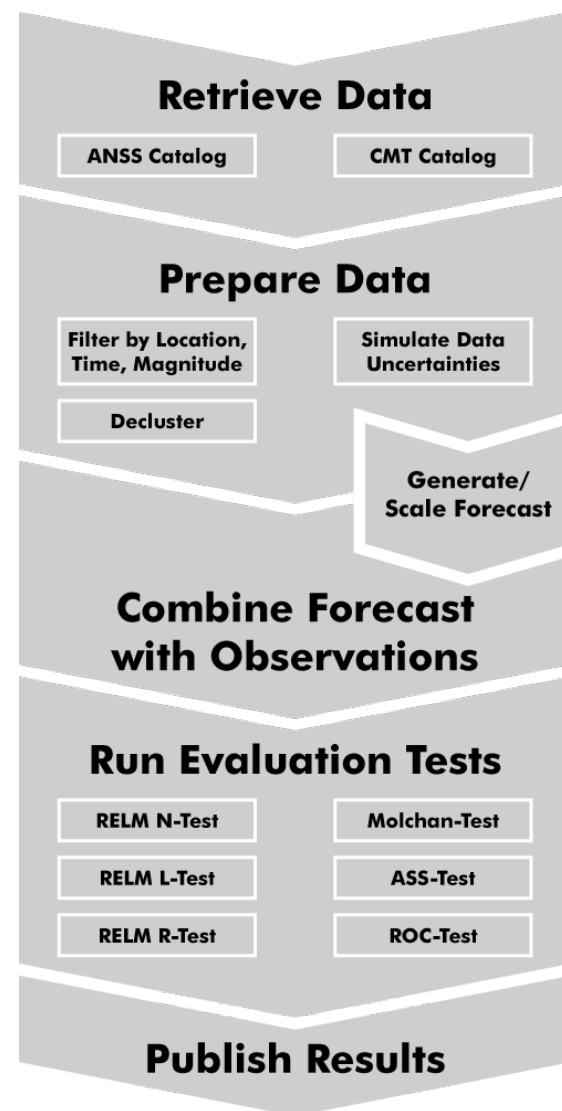 Retrieve Data
ANSS Catalog
CMT Catalog
Prepare Data
Filter by Location,
Time, Magnitude
Simulate Data
Uncertainties
Decluster
Generate/
Scale Forecast
Combine Forecast
with Observations
Run Evaluation Tests
RELM N-Test
Molchan-Test
RELM L-Test
ASS-Test
RELM R-Test
ROC-Test
Publish Results